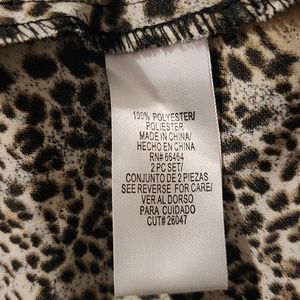 100% POLYESTER/
POLIESTER
MADE IN CHINA/
HECHO EN CHINA
RN# 66464
2 PC SET/
CONJUNTO DE 2 PIEZAS
SEE REVERSE FOR CARE/
VER AL DORSO
PARA CUIDADO
CUT# 26047